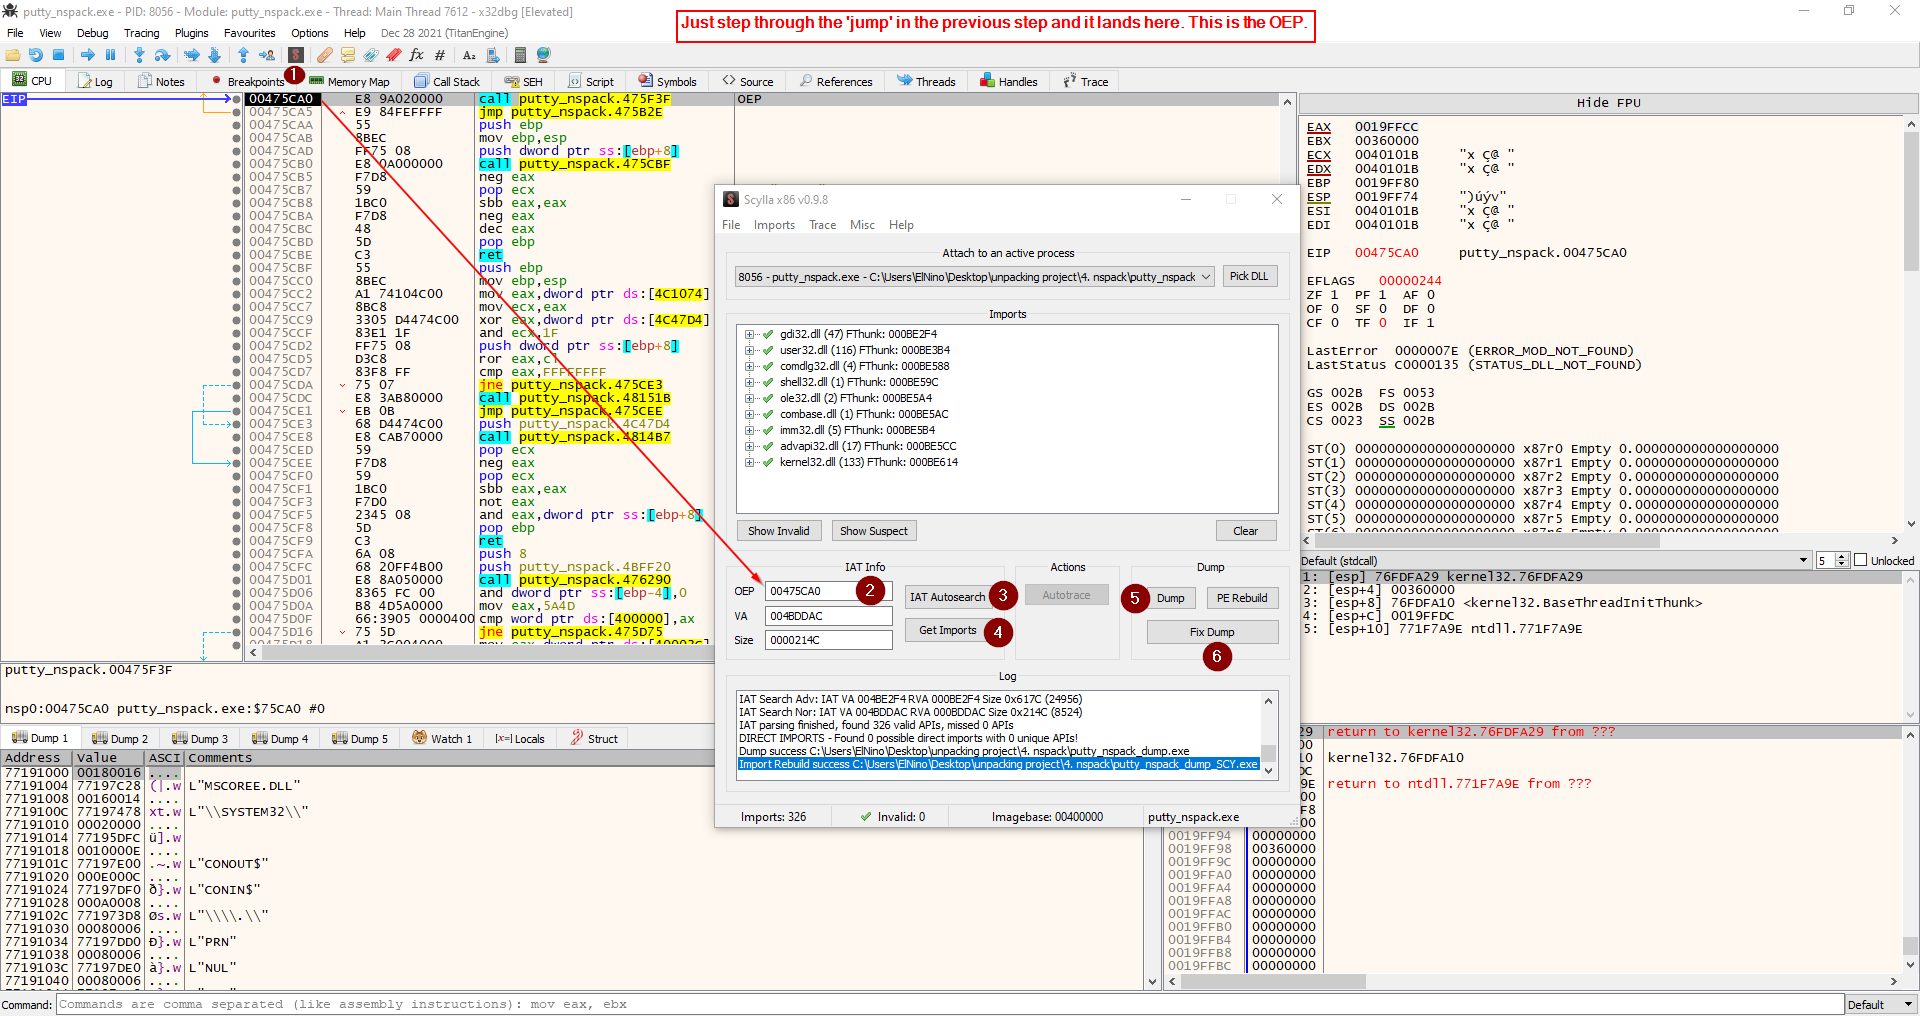 putty_nspack.exe - PID: 8056 - Module: putty_nspack.exe - Thread: Main Thread 7612 - x32dbg [Elevated]
Just step through the 'jump' in the previous step and it lands here. This is the OEP.
File View Debug Tracing Plugins Favourites Options Help Dec 28 2021 (TitanEngine)
CPU Log Notes Breakpoints Memory Map Call Stack SEH Script Symbols Source References Threads Handles Trace
1
EIP
00475CA0 E8 9A020000 call putty_nspack.475F3F OEP
00475CA5 E9 84FEFFFF jmp putty_nspack.475B2E
00475CAA 55 push ebp
00475CAB 8BEC mov ebp,esp
00475CAD FF75 08 push dword ptr ss:[ebp+8]
00475CB0 E8 0A000000 call putty_nspack.475CBF
00475CB5 F7D8 neg eax
00475CB7 59 pop ecx
00475CB8 1BC0 sbb eax,eax
00475CBA F7D8 neg eax
00475CBC 48 dec eax
00475CBD 5D pop ebp
00475CBE C3 ret
00475CBF 55 push ebp
00475CC0 8BEC mov ebp,esp
00475CC2 A1 74104C00 mov eax,dword ptr ds:[4C1074]
00475CC7 8BC8 mov ecx,eax
00475CC9 3305 D4474C00 xor eax,dword ptr ds:[4C47D4]
00475CCF 83E1 1F and ecx,1F
00475CD2 FF75 08 push dword ptr ss:[ebp+8]
00475CD5 D3C8 ror eax,cl
00475CD7 83F8 FF cmp eax,FFFFFFFF
00475CDA 75 07 jne putty_nspack.475CE3
00475CDC E8 3AB80000 call putty_nspack.48151B
00475CE1 EB 0B jmp putty_nspack.475CEE
00475CE3 68 D4474C00 push putty_nspack.4C47D4
00475CE8 E8 CAB70000 call putty_nspack.4814B7
00475CED 59 pop ecx
00475CEE F7D8 neg eax
00475CF0 59 pop ecx
00475CF1 1BC0 sbb eax,eax
00475CF3 F7D0 not eax
00475CF5 2345 08 and eax,dword ptr ss:[ebp+8]
00475CF8 5D pop ebp
00475CF9 C3 ret
00475CFA 6A 08 push 8
00475CFC 68 20FF4B00 push putty_nspack.4BFF20
00475D01 E8 8A050000 call putty_nspack.476290
00475D06 8365 FC 00 and dword ptr ss:[ebp-4],0
00475D0A B8 4D5A0000 mov eax,5A4D
00475D0F 66:3905 0000400 cmp word ptr ds:[400000],ax
00475D16 75 5D jne putty_nspack.475D75
putty_nspack.00475F3F
nsp0:00475CA0 putty_nspack.exe:$75CA0 #0
Scylla x86 v0.9.8
File Imports Trace Misc Help
Attach to an active process
8056 - putty_nspack.exe - C:\Users\ElNino\Desktop\unpacking project\4. nspack\putty_nspack
Pick DLL
Imports
gdi32.dll (47) FThunk: 000BE2F4
user32.dll (116) FThunk: 000BE3B4
comdlg32.dll (4) FThunk: 000BE588
shell32.dll (1) FThunk: 000BE59C
ole32.dll (2) FThunk: 000BE5A4
combase.dll (1) FThunk: 000BE5AC
imm32.dll (5) FThunk: 000BE5B4
advapi32.dll (17) FThunk: 000BE5CC
kernel32.dll (133) FThunk: 000BE614
Show Invalid Show Suspect Clear
IAT Info Actions Dump
OEP 00475CA0 2 IAT Autosearch 3 Autotrace 5 Dump PE Rebuild
VA 004BDDAC Get Imports 4 Fix Dump
Size 0000214C 6
Log
IAT Search Adv: IAT VA 004BE2F4 RVA 000BE2F4 Size 0x617C (24956)
IAT Search Nor: IAT VA 004BDDAC RVA 000BDDAC Size 0x214C (8524)
IAT parsing finished, found 326 valid APIs, missed 0 APIs
DIRECT IMPORTS - Found 0 possible direct imports with 0 unique APIs!
Dump success C:\Users\ElNino\Desktop\unpacking project\4. nspack\putty_nspack_dump.exe
Import Rebuild success C:\Users\ElNino\Desktop\unpacking project\4. nspack\putty_nspack_dump_SCY.exe
Imports: 326 Invalid: 0 Imagebase: 00400000 putty_nspack.exe
Hide FPU
EAX 0019FFCC
EBX 00360000
ECX 0040101B "x ç@ "
EDX 0040101B "x ç@ "
EBP 0019FF80
ESP 0019FF74 ")úýv"
ESI 0040101B "x ç@ "
EDI 0040101B "x ç@ "
EIP 00475CA0 putty_nspack.00475CA0
EFLAGS 00000244
ZF 1 PF 1 AF 0
OF 0 SF 0 DF 0
CF 0 TF 0 IF 1
LastError 0000007E (ERROR_MOD_NOT_FOUND)
LastStatus C0000135 (STATUS_DLL_NOT_FOUND)
GS 002B FS 0053
ES 002B DS 002B
CS 0023 SS 002B
ST(0) 00000000000000000000 x87r0 Empty 0.000000000000000000
ST(1) 00000000000000000000 x87r1 Empty 0.000000000000000000
ST(2) 00000000000000000000 x87r2 Empty 0.000000000000000000
ST(3) 00000000000000000000 x87r3 Empty 0.000000000000000000
ST(4) 00000000000000000000 x87r4 Empty 0.000000000000000000
ST(5) 00000000000000000000 x87r5 Empty 0.000000000000000000
Default (stdcall) 5 Unlocked
1: [esp] 76FDFA29 kernel32.76FDFA29
2: [esp+4] 00360000
3: [esp+8] 76FDFA10 <kernel32.BaseThreadInitThunk>
4: [esp+C] 0019FFDC
5: [esp+10] 771F7A9E ntdll.771F7A9E
Dump 1 Dump 2 Dump 3 Dump 4 Dump 5 Watch 1 [x=] Locals Struct
Address Value ASCI Comments
77191000 00180016 ....
77191004 77197C28 (|.w L"MSCOREE.DLL"
77191008 00160014 ....
7719100C 77197478 xt.w L"\\SYSTEM32\\"
77191010 00020000 ....
77191014 77195DFC ü].w
77191018 0010000E ....
7719101C 77197E00 .~.w L"CONOUT$"
77191020 000E000C ....
77191024 77197DF0 ð}.w L"CONIN$"
77191028 000A0008 ....
7719102C 771973D8 Øs.w L"\\\\.\\"
77191030 00080006 ....
77191034 77197DD0 Ð}.w L"PRN"
77191038 00080006 ....
7719103C 77197DE0 à}.w L"NUL"
77191040 00080006 ....
29 return to kernel32.76FDFA29 from ???
00
10 kernel32.76FDFA10
DC
9E return to ntdll.771F7A9E from ???
00
F8
00
0019FF94 00000000
0019FF98 00360000
0019FF9C 00000000
0019FFA0 00000000
0019FFA4 00000000
0019FFA8 00000000
0019FFAC 00000000
0019FFB0 00000000
0019FFB4 00000000
0019FFB8 00000000
0019FFBC 00000000
Command: Commands are comma separated (like assembly instructions): mov eax, ebx Default